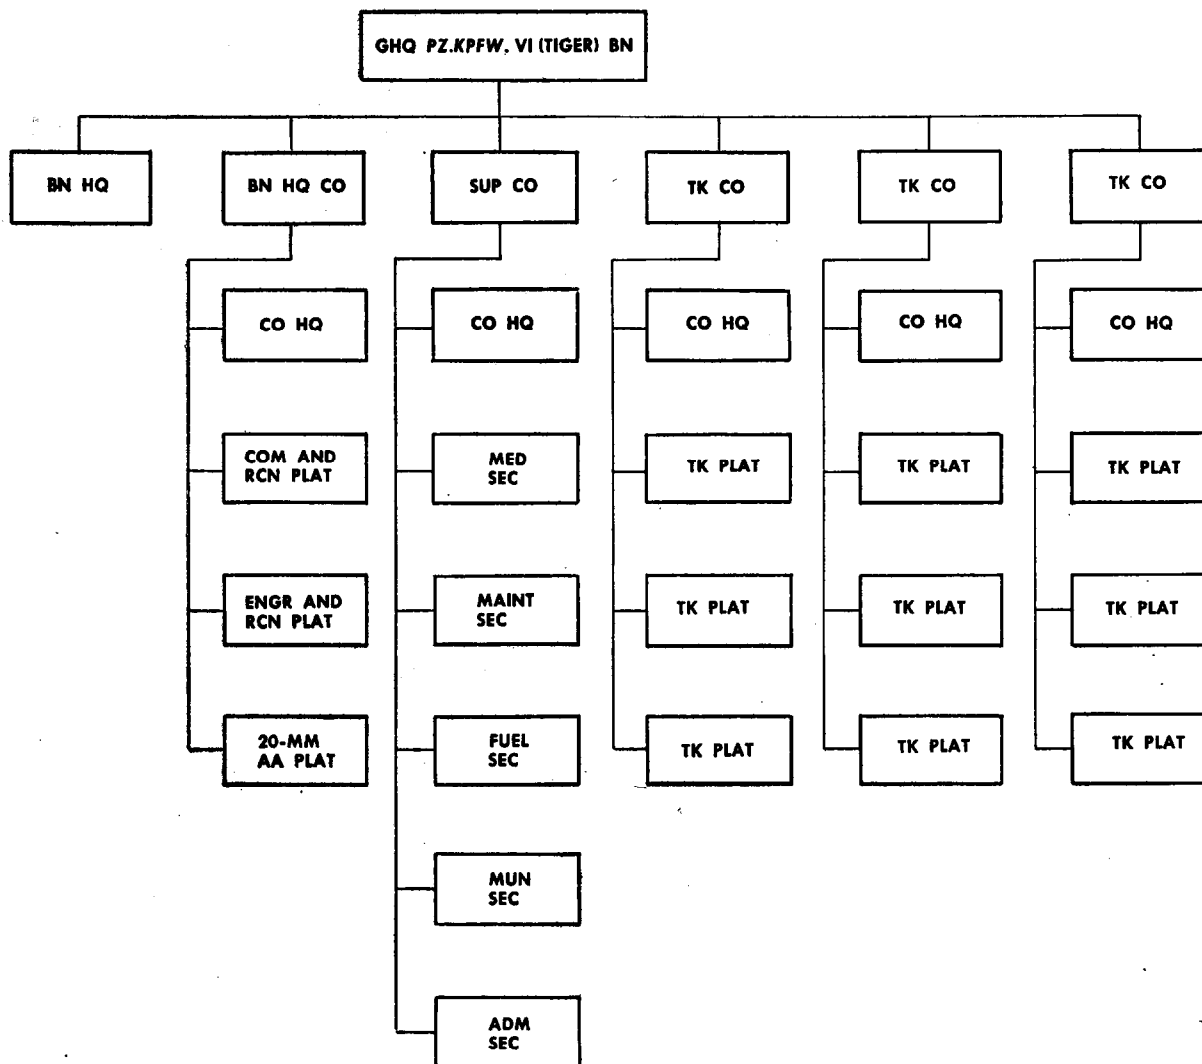 GHQ PZ.KPFW. VI (TIGER) BN
BN HQ
BN HQ CO
SUP CO
TK CO
TK CO
TK CO
CO HQ
CO HQ
CO HQ
CO HQ
CO HQ
COM AND
RCN PLAT
MED
SEC
TK PLAT
TK PLAT
TK PLAT
ENGR AND
RCN PLAT
MAINT
SEC
TK PLAT
TK PLAT
TK PLAT
20-MM
AA PLAT
FUEL
SEC
TK PLAT
TK PLAT
TK PLAT
MUN
SEC
ADM
SEC